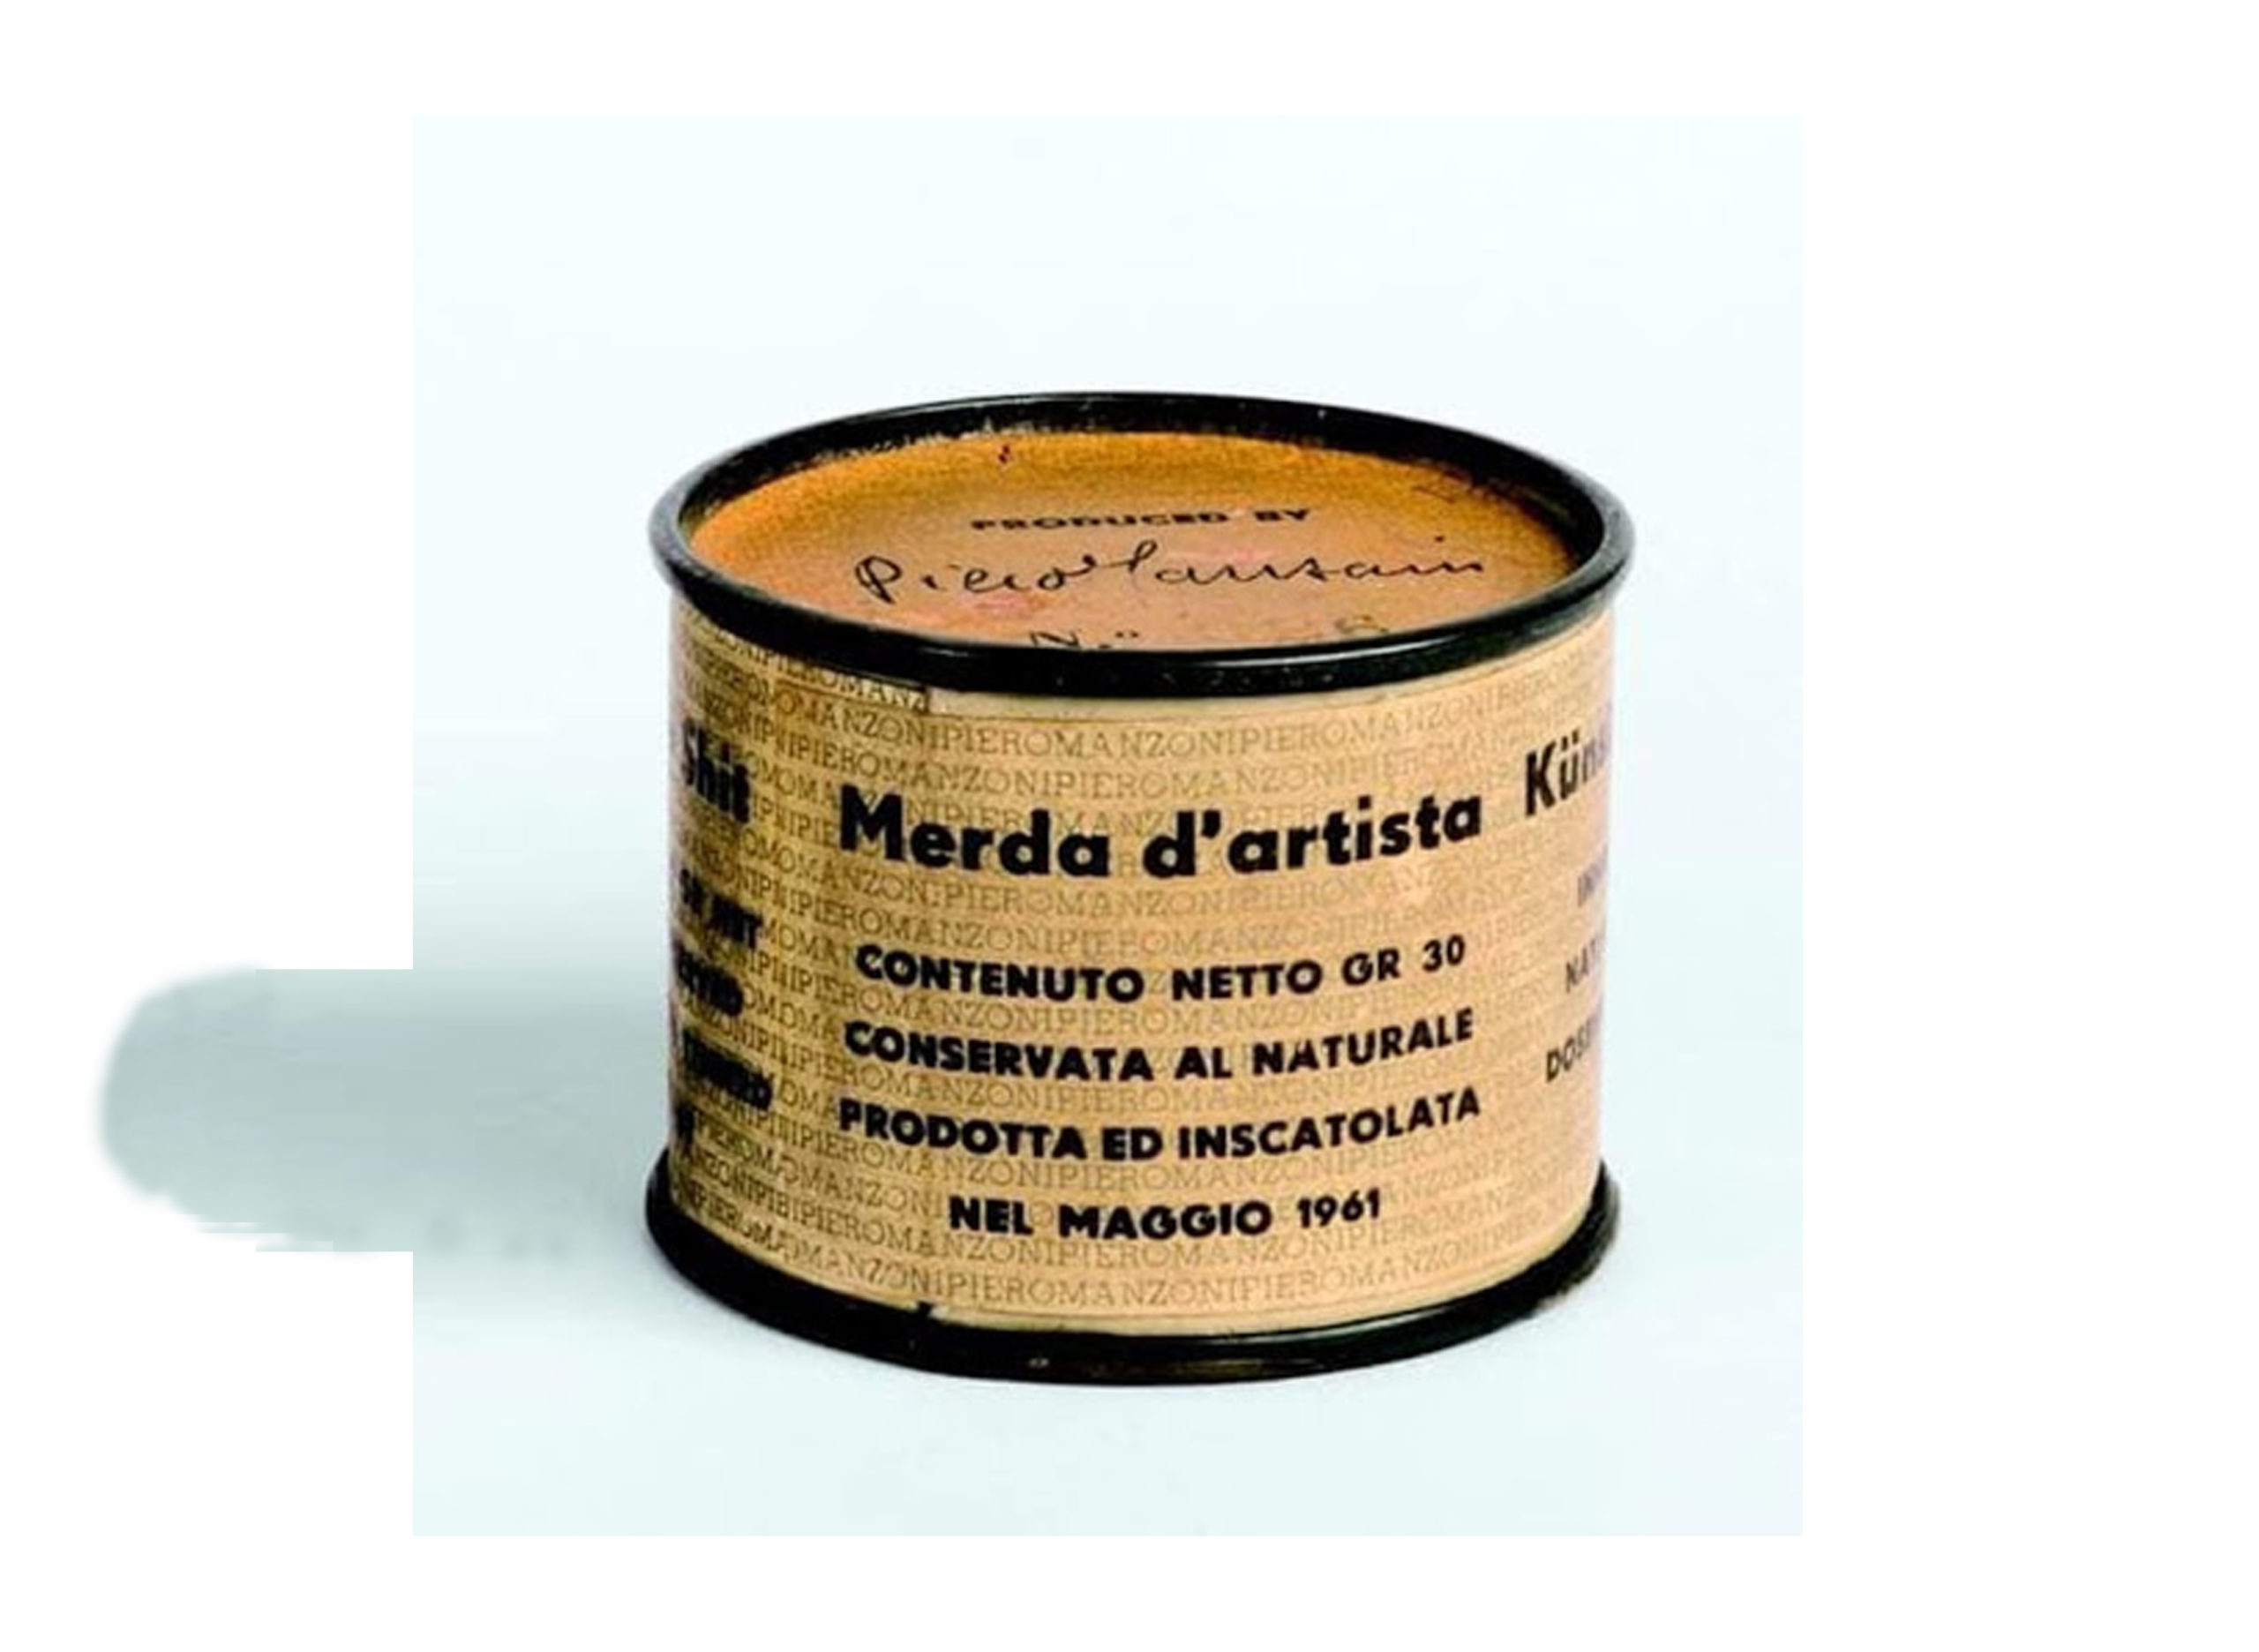 PRODUCED BY
Piero Manzoni
N.º
Shit
Merda d'artista
CONTENUTO NETTO GR 30
CONSERVATA AL NATURALE
PRODOTTA ED INSCATOLATA
NEL MAGGIO 1961
PIEROMANZONIPIEROMANZONIPIEROMANZONI